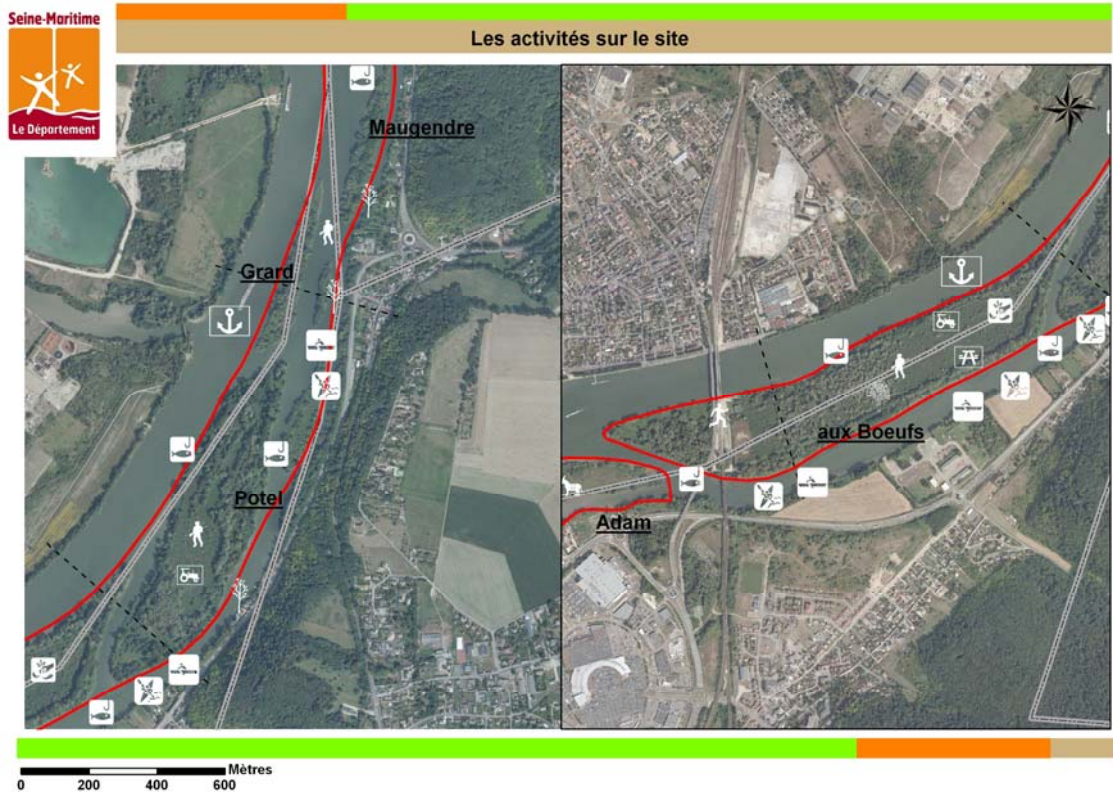 Seine-Maritime
Le Département
Les activités sur le site
Maugendre
Grard
Potel
aux Boeufs
Adam
Mètres
0 200 400 600